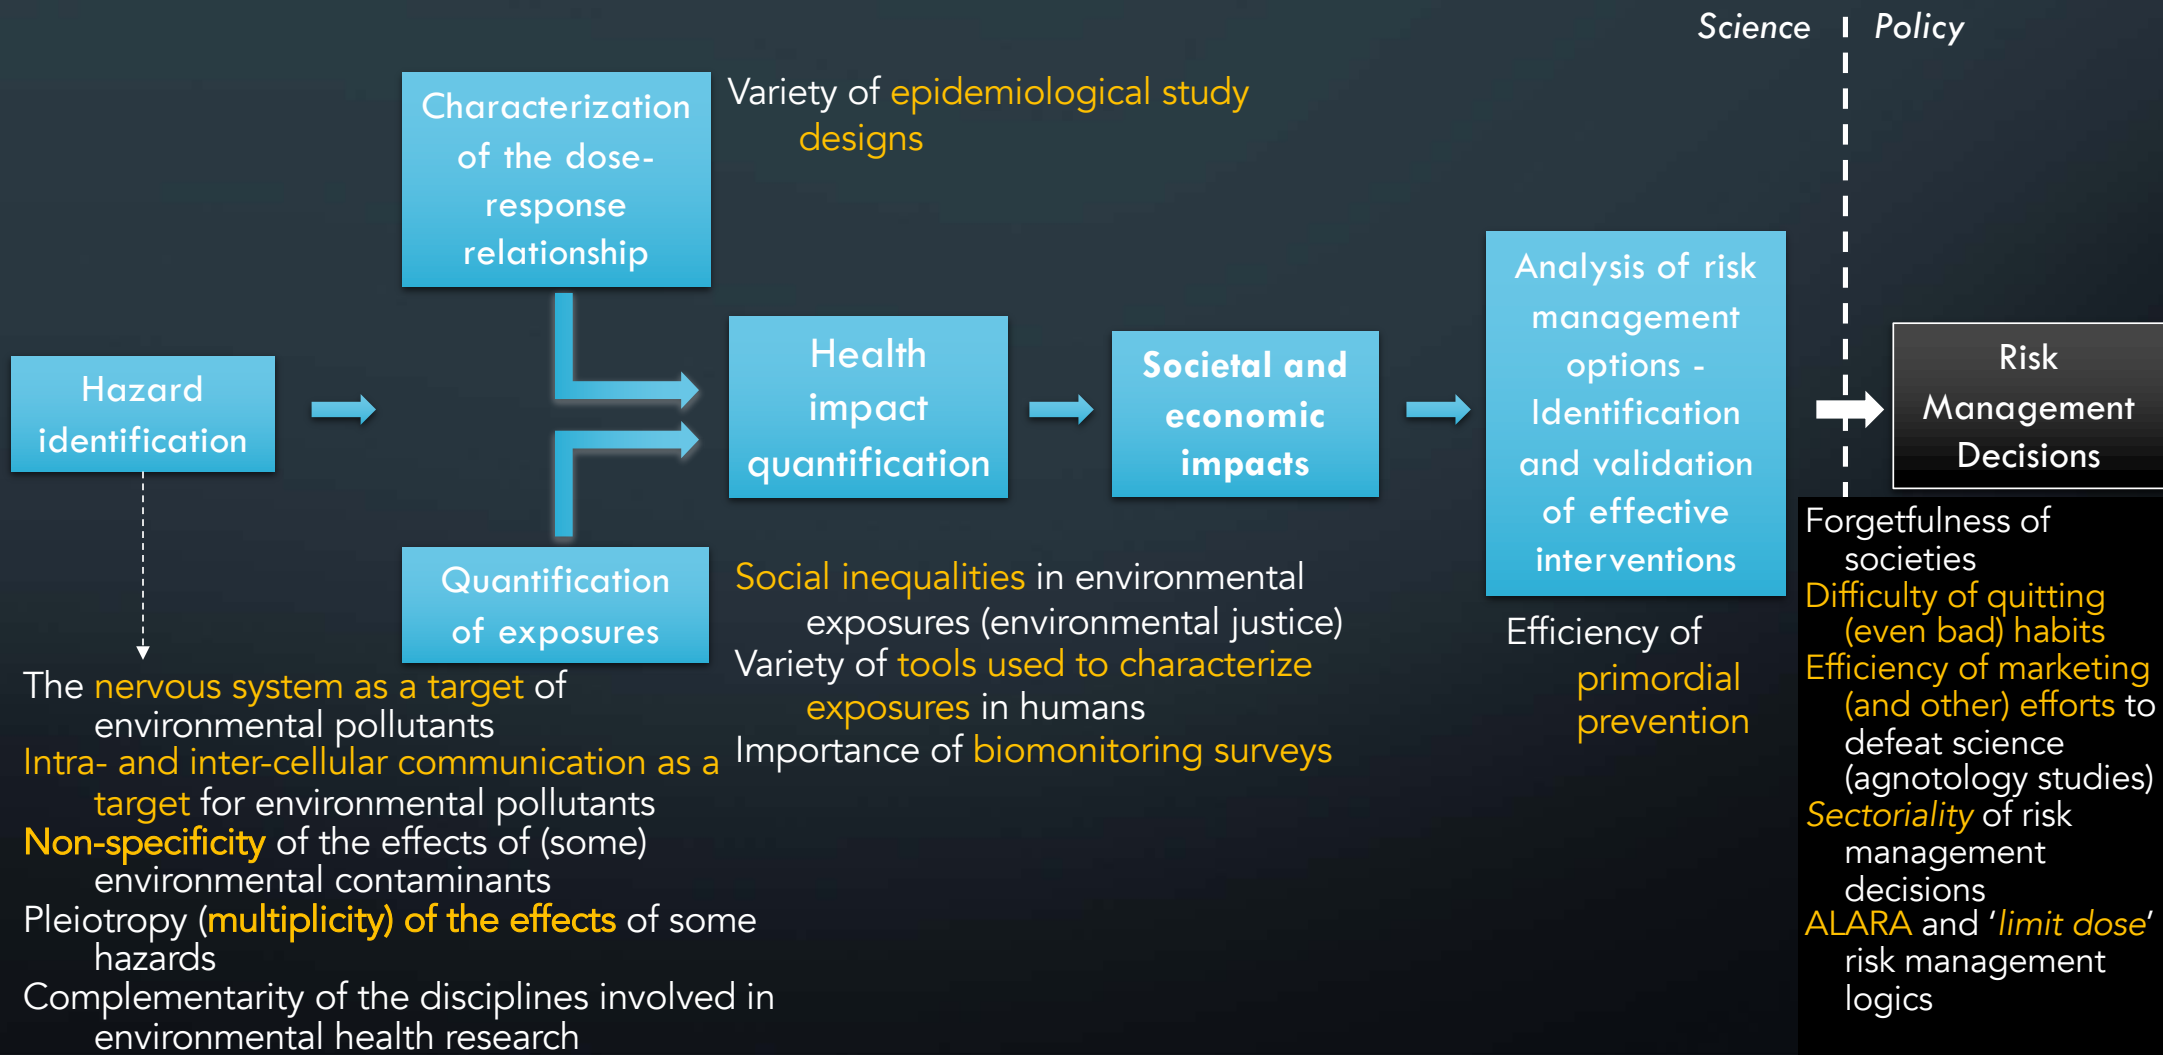 Science
Policy
Characterization
of the dose-
response
relationship
Variety of epidemiological study
designs
Hazard
identification
Health
impact
quantification
Societal and
economic
impacts
Analysis of risk
management
options -
Identification
and validation
of effective
interventions
Risk
Management
Decisions
Quantification
of exposures
The nervous system as a target of
environmental pollutants
Intra- and inter-cellular communication as a
target for environmental pollutants
Non-specificity of the effects of (some)
environmental contaminants
Pleiotropy (multiplicity) of the effects of some
hazards
Complementarity of the disciplines involved in
environmental health research
Social inequalities in environmental
exposures (environmental justice)
Variety of tools used to characterize
exposures in humans
Importance of biomonitoring surveys
Efficiency of
primordial
prevention
Forgetfulness of
societies
Difficulty of quitting
(even bad) habits
Efficiency of marketing
(and other) efforts to
defeat science
(agnotology studies)
Sectoriality of risk
management
decisions
ALARA and ‘limit dose’
risk management
logics